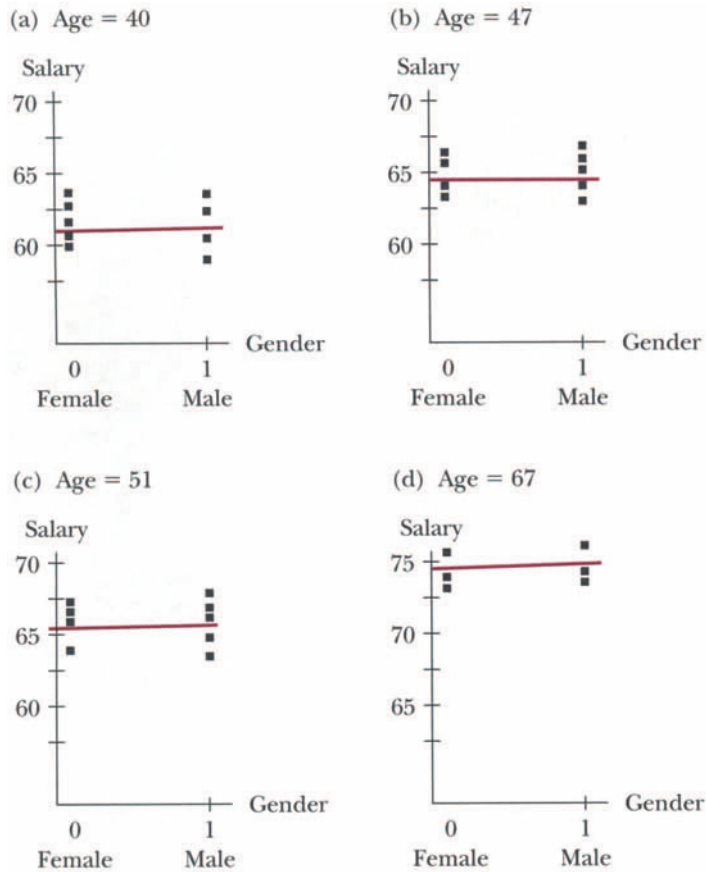 (a) Age = 40
Salary
70
65
60
Gender
0
1
Female
Male
(b) Age = 47
Salary
70
65
60
Gender
0
1
Female
Male
(c) Age = 51
Salary
70
65
60
Gender
0
1
Female
Male
(d) Age = 67
Salary
75
70
65
Gender
0
1
Female
Male